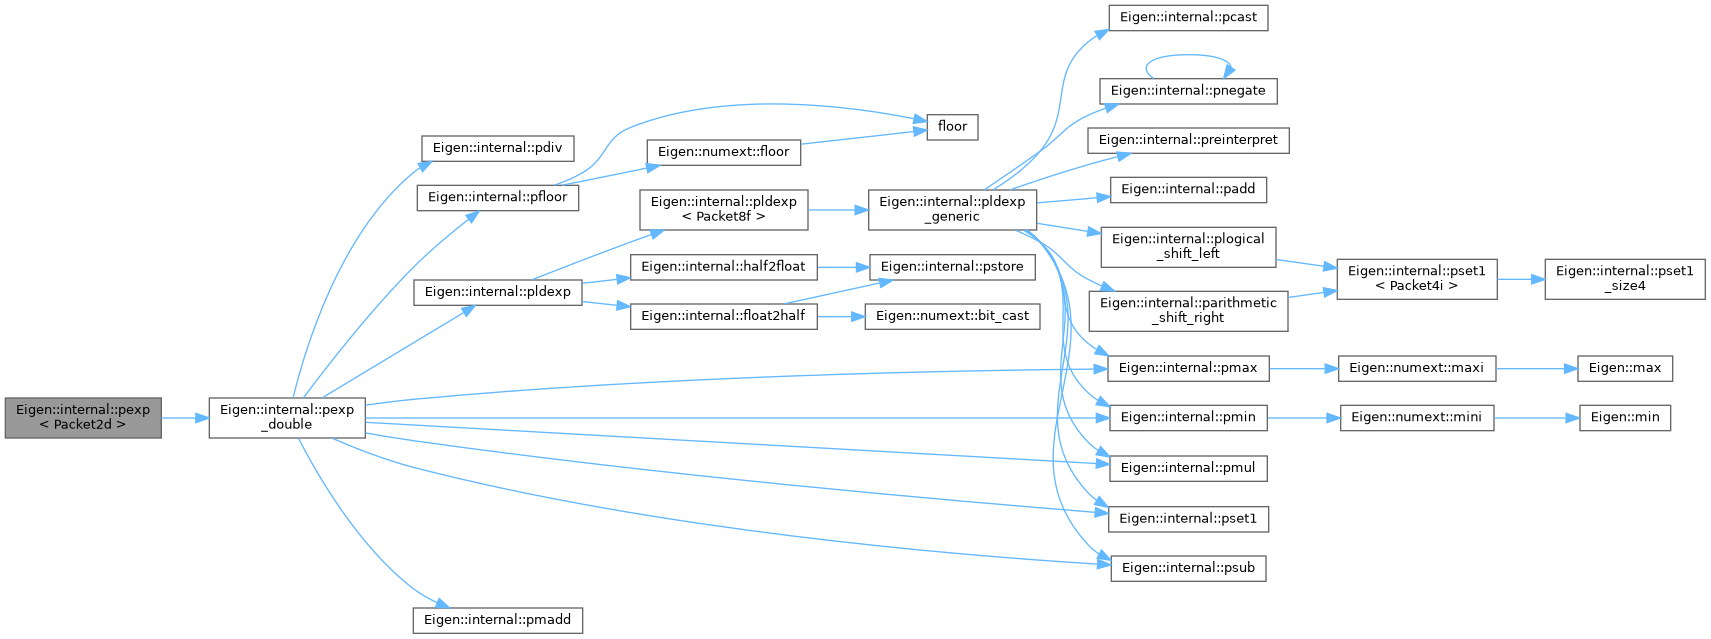 Eigen::internal::pexp
< Packet2d >
Eigen::internal::pexp
_double
Eigen::internal::pdiv
Eigen::internal::pfloor
Eigen::internal::pldexp
Eigen::internal::pmadd
Eigen::numext::floor
Eigen::internal::pldexp
< Packet8f >
Eigen::internal::half2float
Eigen::internal::float2half
floor
Eigen::internal::pldexp
_generic
Eigen::internal::pstore
Eigen::numext::bit_cast
Eigen::internal::pcast
Eigen::internal::pnegate
Eigen::internal::preinterpret
Eigen::internal::padd
Eigen::internal::plogical
_shift_left
Eigen::internal::parithmetic
_shift_right
Eigen::internal::pmax
Eigen::internal::pmin
Eigen::internal::pmul
Eigen::internal::pset1
Eigen::internal::psub
Eigen::internal::pset1
< Packet4i >
Eigen::numext::maxi
Eigen::numext::mini
Eigen::internal::pset1
_size4
Eigen::max
Eigen::min